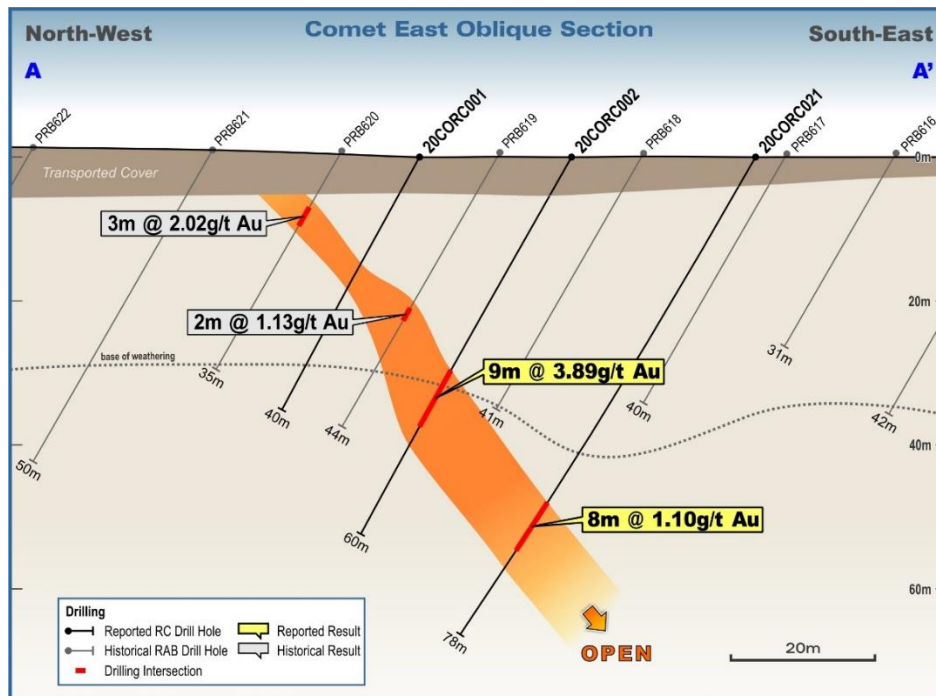 North-West
Comet East Oblique Section
South-East
A
A'
PRB622
PRB621
PRB620
20CORC001
PRB619
20CORC002
PRB618
20CORC021
PRB617
PRB616
0m
Transported Cover
3m @ 2.02g/t Au
20m
2m @ 1.13g/t Au
31m
base of weathering
35m
9m @ 3.89g/t Au
40m
44m
41m
40m
42m
40m
50m
8m @ 1.10g/t Au
60m
60m
78m
Drilling
Reported RC Drill Hole
Reported Result
Historical RAB Drill Hole
Historical Result
Drilling Intersection
OPEN
20m